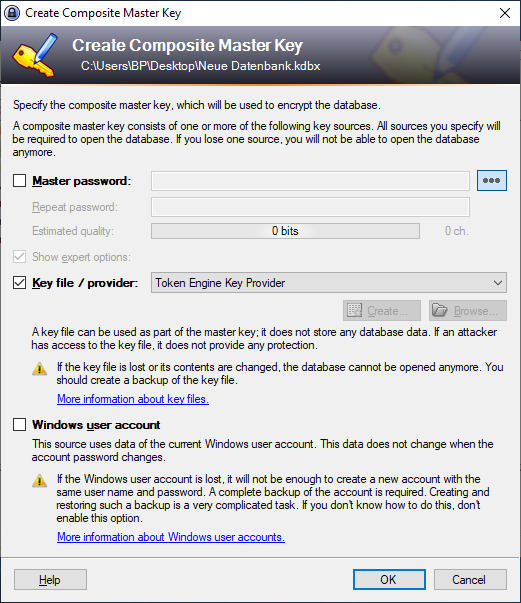 Create Composite Master Key
Create Composite Master Key
C:\Users\BP\Desktop\Neue Datenbank.kdbx
Specify the composite master key, which will be used to encrypt the database.
A composite master key consists of one or more of the following key sources. All sources you specify will
be required to open the database. If you lose one source, you will not be able to open the database
anymore.
Master password:
Repeat password:
Estimated quality: 0 bits 0 ch.
Show expert options:
Key file / provider: Token Engine Key Provider
Create... Browse...
A key file can be used as part of the master key; it does not store any database data. If an attacker
has access to the key file, it does not provide any protection.
If the key file is lost or its contents are changed, the database cannot be opened anymore. You
should create a backup of the key file.
More information about key files.
Windows user account
This source uses data of the current Windows user account. This data does not change when the
account password changes.
If the Windows user account is lost, it will not be enough to create a new account with the
same user name and password. A complete backup of the account is required. Creating and
restoring such a backup is a very complicated task. If you don't know how to do this, don't
enable this option.
More information about Windows user accounts.
Help OK Cancel